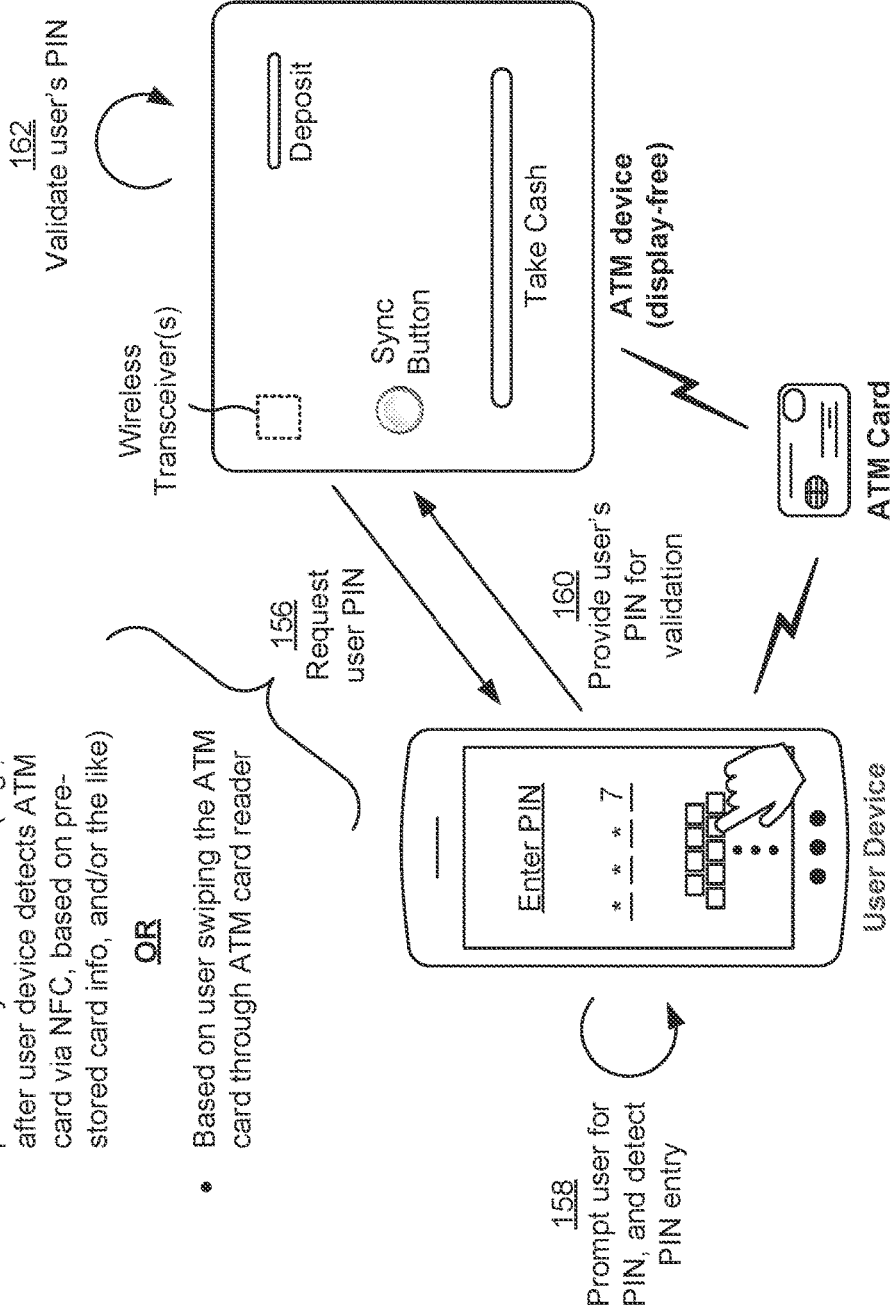 after user device detects ATM
card via NFC, based on pre-
stored card info, and/or the like)
OR
• Based on user swiping the ATM
card through ATM card reader
156
Request
user PIN
158
Prompt user for
PIN, and detect
PIN entry
Enter PIN
* * * 7
User Device
160
Provide user's
PIN for
validation
162
Validate user's PIN
Wireless
Transceiver(s)
Sync
Button
Deposit
Take Cash
ATM device
(display-free)
ATM Card